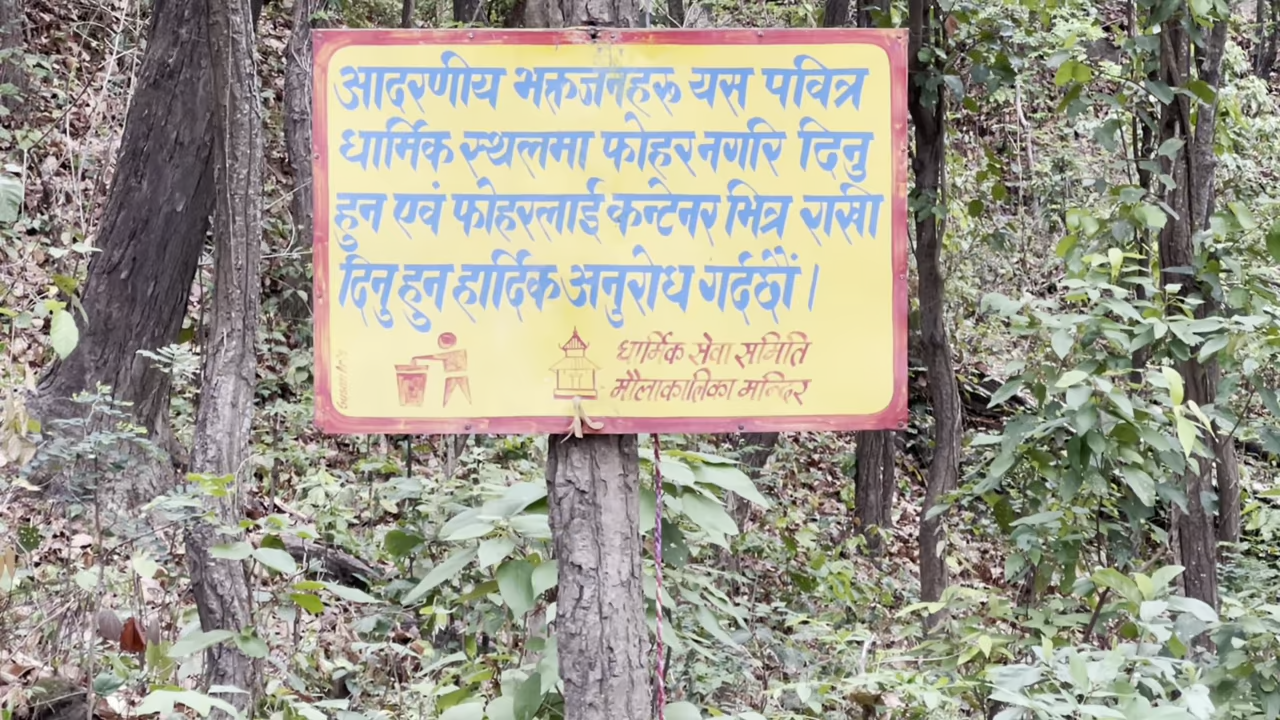 आदरणीय भक्तजनहरू यस पवित्र
धार्मिक स्थलमा फोहर नगरि दिनु
हुन एवं फोहरलाई कन्टेनर भित्र राखी
दिनु हुन हार्दिक अनुरोध गर्दछौं।
धार्मिक सेवा समिति
मौलाकालिका मन्दिर